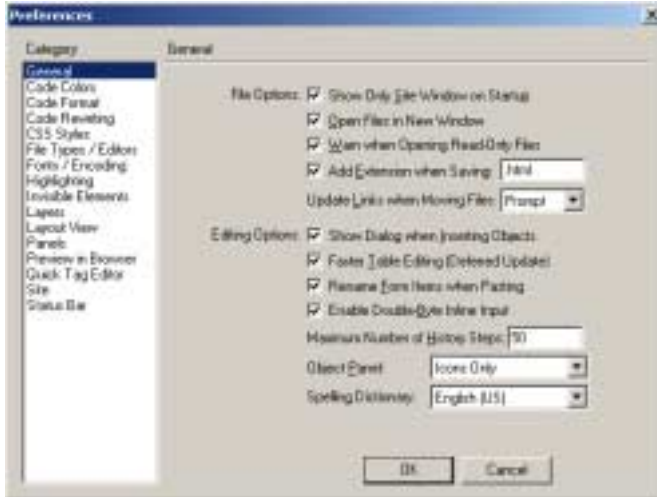 Preferences
Category
General
Code Colors
Code Format
Code Rewriting
CSS Styles
File Types / Editors
Fonts / Encoding
Highlighting
Invisible Elements
Layers
Layout View
Panels
Preview in Browser
Quick Tag Editor
Site
Status Bar
General
File Options: Show Only Site Window on Startup
Open Files in New Window
Warn when Opening Read-Only Files
Add Extension when Saving: .html
Update Links when Moving Files: Prompt
Editing Options: Show Dialog when Inserting Objects
Faster Table Editing (Deferred Update)
Rename Form Items when Pasting
Enable Double-Byte Inline Input
Maximum Number of History Steps: 50
Object Panel: Icons Only
Spelling Dictionary: English (US)
OK Cancel